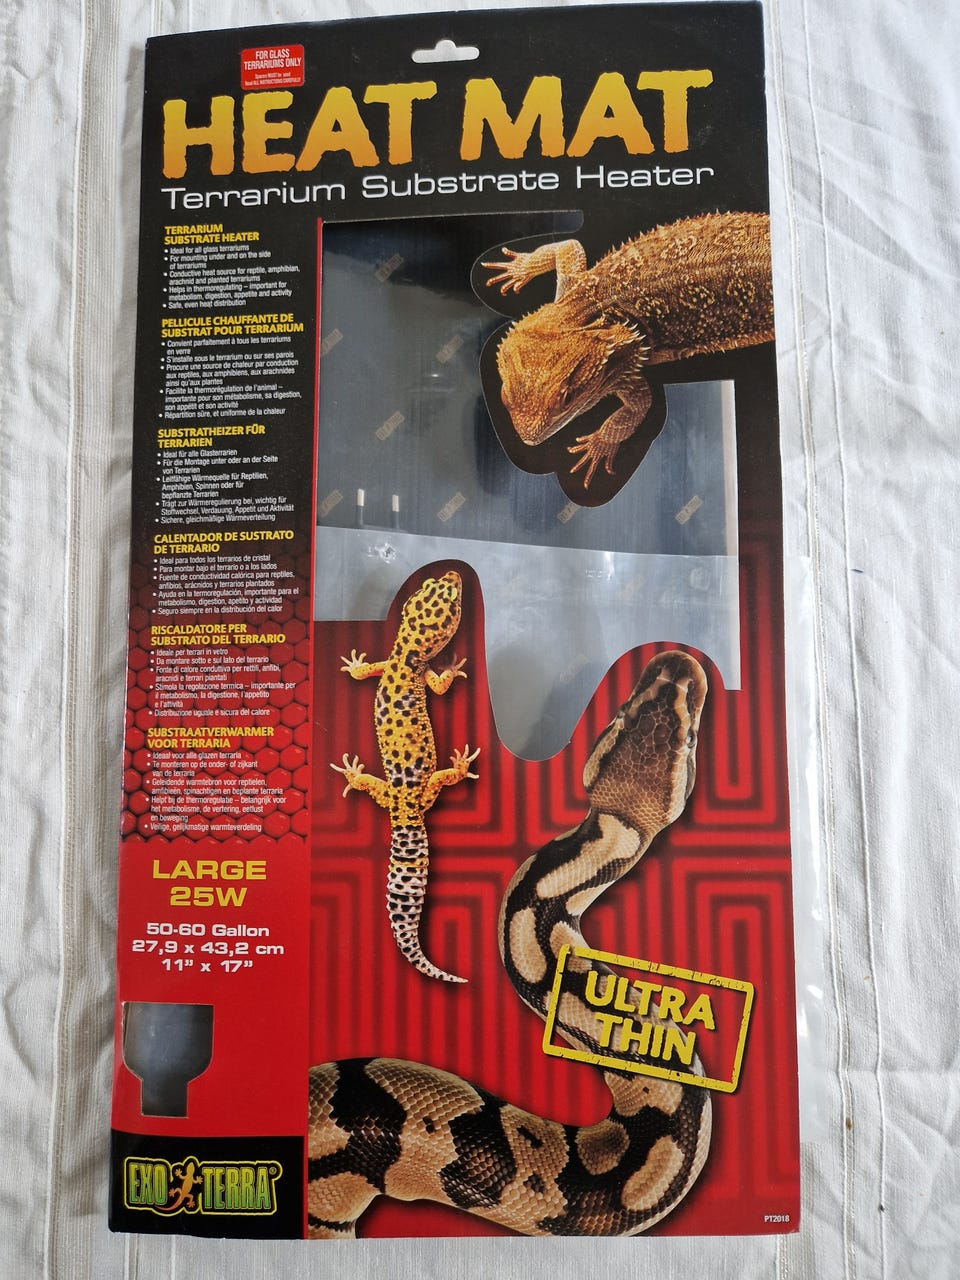 FOR GLASS
TERRARIUMS ONLY
Spacers MUST be used
Read ALL INSTRUCTIONS CAREFULLY
HEAT MAT
Terrarium Substrate Heater
TERRARIUM
SUBSTRATE HEATER
• Ideal for all glass terrariums
• For mounting under and on the side
of terrariums
• Conductive heat source for reptile, amphibian,
arachnid and planted terrariums
• Helps in thermoregulating – important for
metabolism, digestion, appetite and activity
• Safe, even heat distribution
PELLICULE CHAUFFANTE DE
SUBSTRAT POUR TERRARIUM
• Convient parfaitement à tous les terrariums
en verre
• S'installe sous le terrarium ou sur ses parois
• Procure une source de chaleur par conduction
aux reptiles, aux amphibiens, aux arachnides
ainsi qu'aux plantes
• Facilite la thermorégulation de l'animal –
importante pour son métabolisme, sa digestion,
son appétit et son activité
• Répartition sûre, et uniforme de la chaleur
SUBSTRATHEIZER FÜR
TERRARIEN
• Ideal für alle Glasterrarien
• Für die Montage unter oder an der Seite
von Terrarien
• Leitfähige Wärmequelle für Reptilien,
Amphibien, Spinnen oder für
bepflanzte Terrarien
• Trägt zur Wärmeregulierung bei, wichtig für
Stoffwechsel, Verdauung, Appetit und Aktivität
• Sichere, gleichmäßige Wärmeverteilung
CALENTADOR DE SUSTRATO
DE TERRARIO
• Ideal para todos los terrarios de cristal
• Para montar bajo el terrario o a los lados
• Fuente de conductividad calórica para reptiles,
anfibios, arácnidos y terrarios plantados
• Ayuda en la termoregulación, importante para el
metabolismo, digestión, apetito y actividad
• Seguro siempre en la distribución del calor
RISCALDATORE PER
SUBSTRATO DEL TERRARIO
• Ideale per terrari in vetro
• Da montare sotto e sul lato del terrario
• Fonte di calore conduttiva per rettili, anfibi,
aracnidi e terrari piantati
• Stimola la regolazione termica – importante per
il metabolismo, la digestione, l'appetito
e l'attività
• Distribuzione uguale e sicura del calore
SUBSTRAATVERWARMER
VOOR TERRARIA
• Ideaal voor alle glazen terraria
• Te monteren op de onder- of zijkant
van de terraria
• Geleidende warmtebron voor reptielen,
amfibieën, spinachtigen en beplante terraria
• Helpt bij de thermoregulatie – belangrijk voor
het metabolisme, de vertering, eetlust
en beweging
• Veilige, gelijkmatige warmteverdeling
LARGE
25W
50-60 Gallon
27,9 x 43,2 cm
11” x 17”
ULTRA
THIN
EXO TERRA®
PT2018